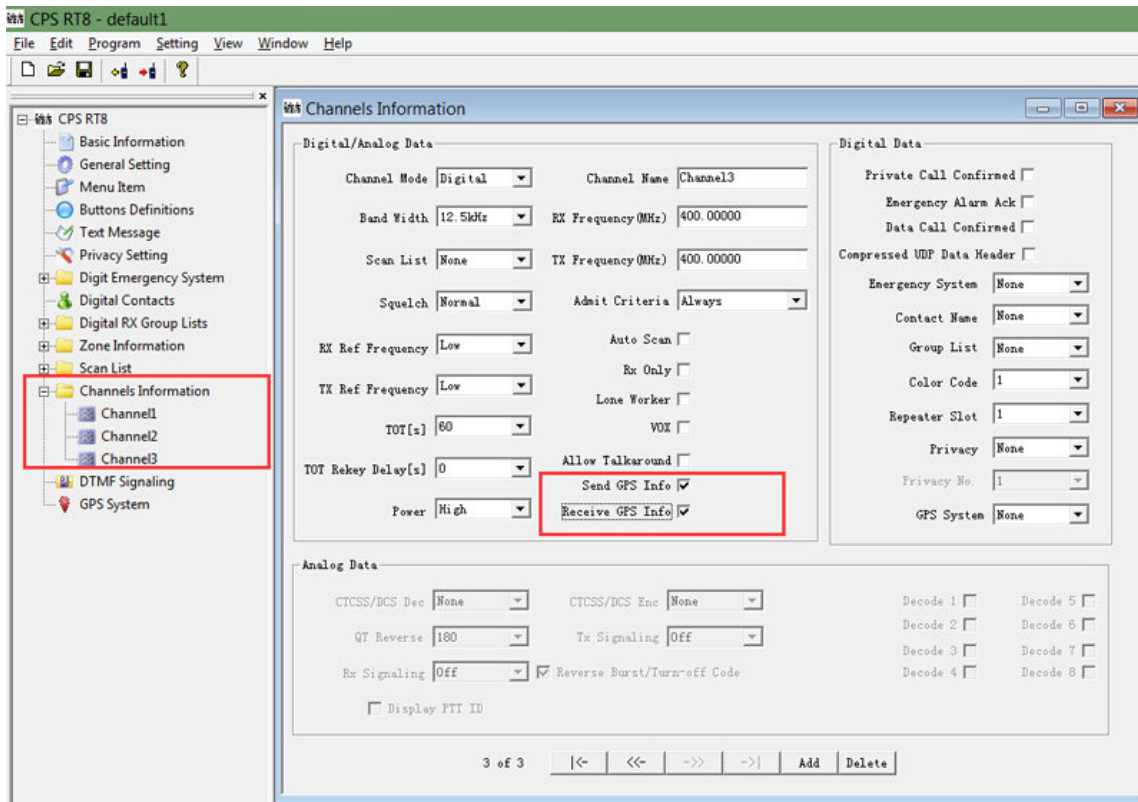 CPS RT8 - default1
File Edit Program Setting View Window Help
CPS RT8
Basic Information
General Setting
Menu Item
Buttons Definitions
Text Message
Privacy Setting
Digit Emergency System
Digital Contacts
Digital RX Group Lists
Zone Information
Scan List
Channels Information
Channel1
Channel2
Channel3
DTMF Signaling
GPS System
Channels Information
Digital/Analog Data
Channel Mode Digital
Channel Name Channel3
Band Width 12.5kHz
RX Frequency(MHz) 400.00000
Scan List None
TX Frequency(MHz) 400.00000
Squelch Normal
Admit Criteria Always
RX Ref Frequency Low
Auto Scan
Rx Only
TX Ref Frequency Low
Lone Worker
TOT[s] 60
VOX
TOT Rekey Delay[s] 0
Allow Talkaround
Send GPS Info
Power High
Receive GPS Info
Digital Data
Private Call Confirmed
Emergency Alarm Ack
Data Call Confirmed
Compressed UDP Data Header
Emergency System None
Contact Name None
Group List None
Color Code 1
Repeater Slot 1
Privacy None
Privacy No. 1
GPS System None
Analog Data
CTCSS/DCS Dec None
CTCSS/DCS Enc None
Decode 1
Decode 5
QT Reverse 180
Tx Signaling Off
Decode 2
Decode 6
Decode 3
Decode 7
Rx Signaling Off
Reverse Burst/Turn-off Code
Decode 4
Decode 8
Display PTT ID
3 of 3 |<- <<- ->> ->| Add Delete